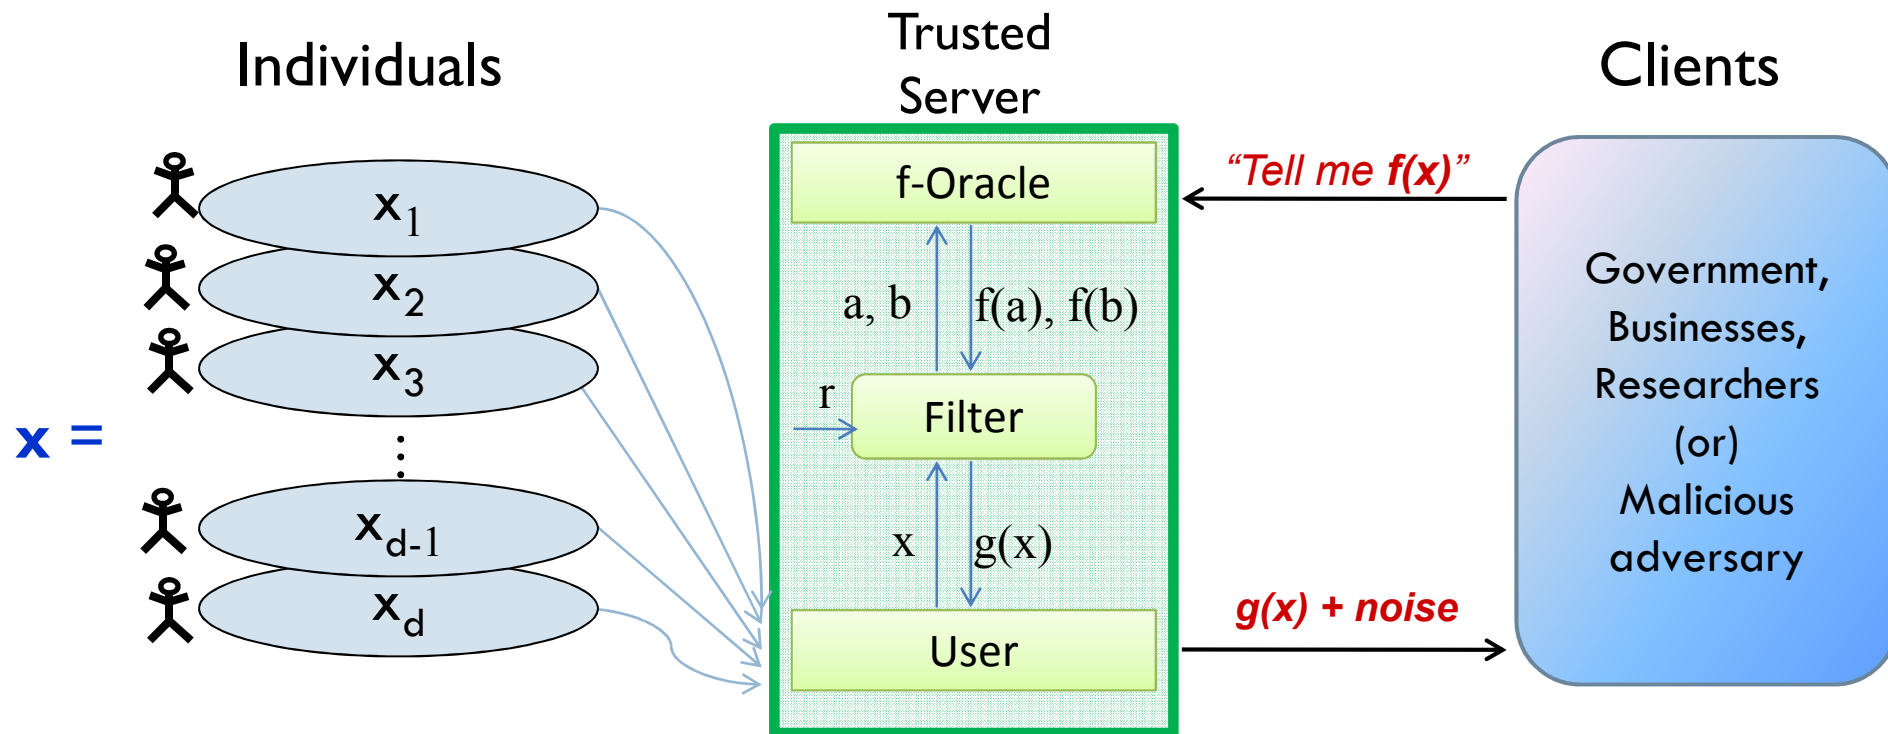 Individuals
x =
x1
x2
x3
⋮
xd-1
xd
Trusted
Server
f-Oracle
a, b
f(a), f(b)
r
Filter
x
g(x)
User
“Tell me f(x)”
g(x) + noise
Clients
Government,
Businesses,
Researchers
(or)
Malicious
adversary